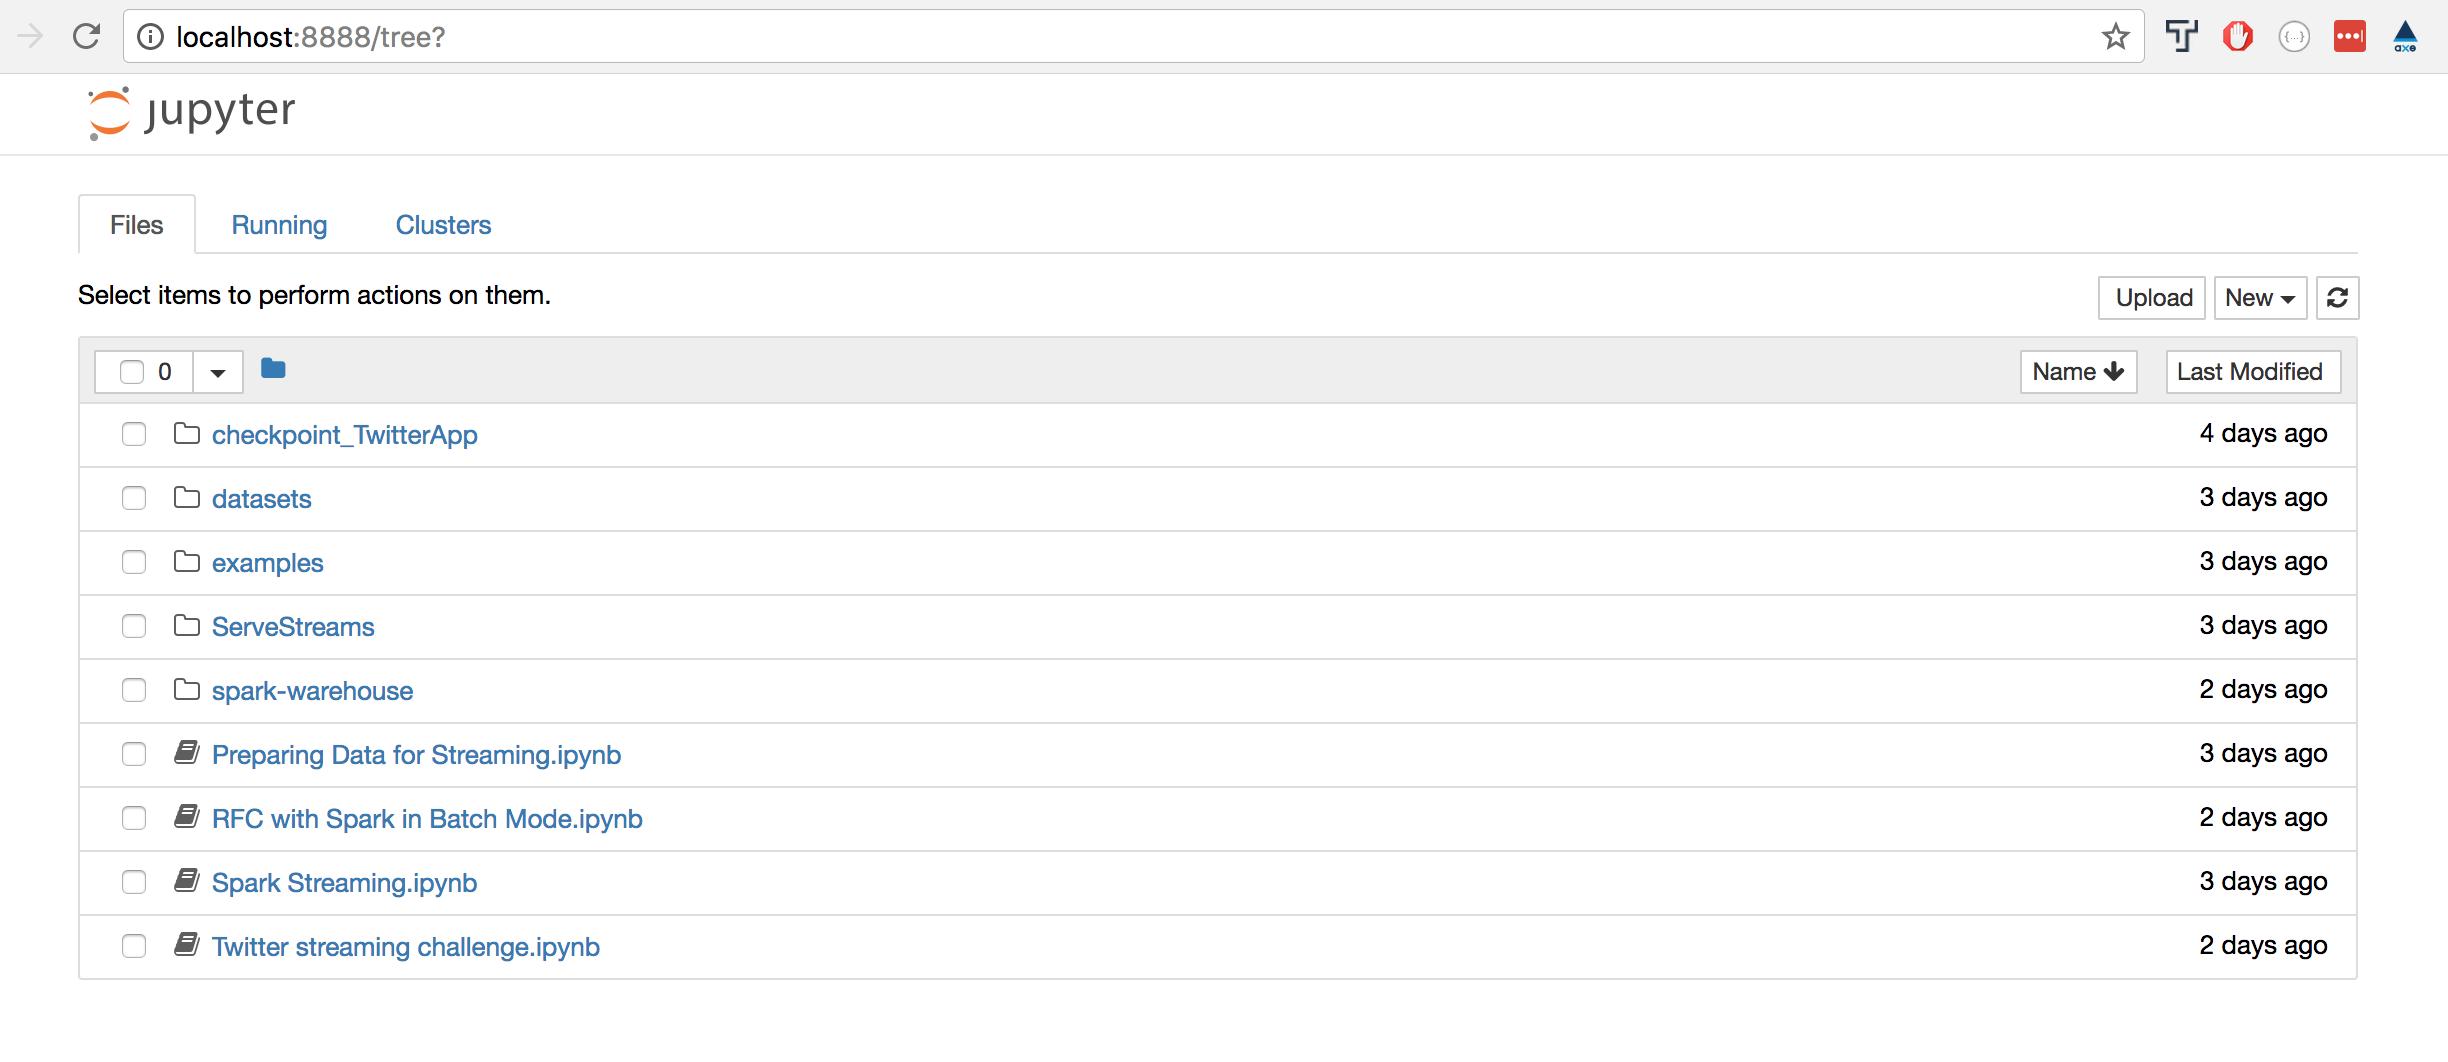 localhost:8888/tree?
{...}
axe
jupyter
Files Running Clusters
Select items to perform actions on them.
Upload New
0 Name Last Modified
checkpoint_TwitterApp 4 days ago
datasets 3 days ago
examples 3 days ago
ServeStreams 3 days ago
spark-warehouse 2 days ago
Preparing Data for Streaming.ipynb 3 days ago
RFC with Spark in Batch Mode.ipynb 2 days ago
Spark Streaming.ipynb 3 days ago
Twitter streaming challenge.ipynb 2 days ago